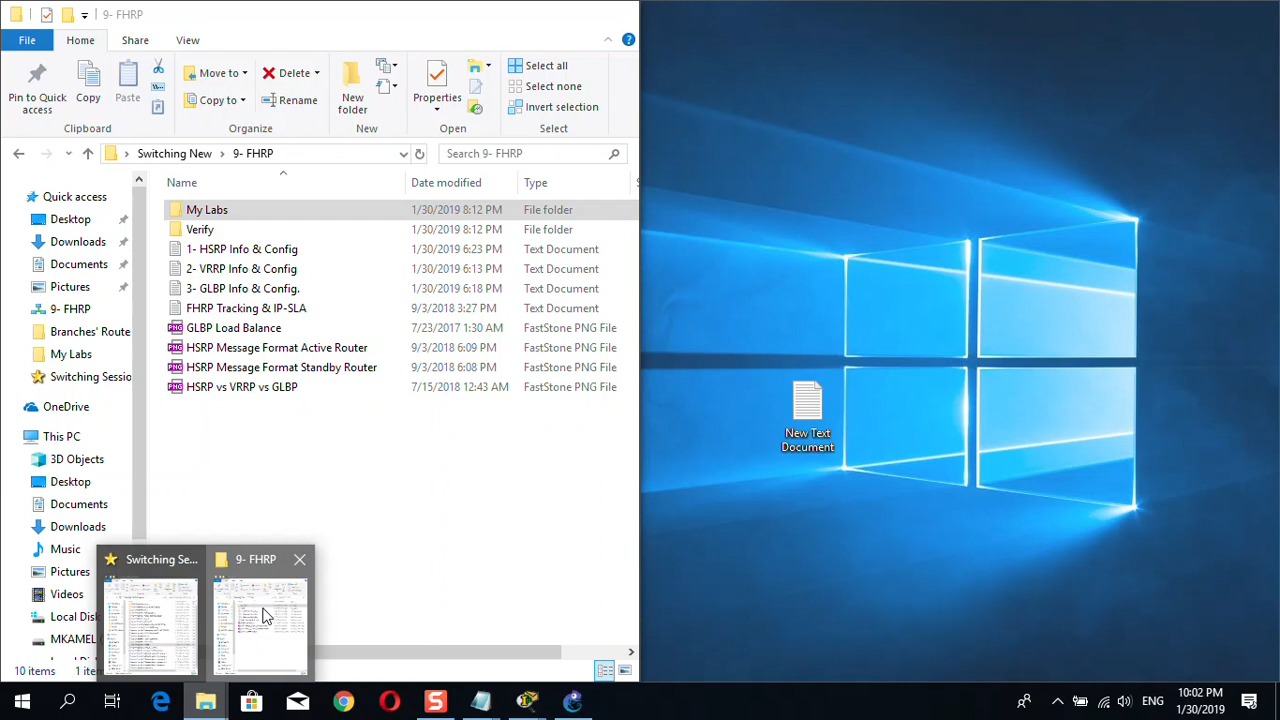 9- FHRP
File Home Share View
Pin to Quick access
Copy
Paste
Clipboard
Move to
Copy to
Delete
Rename
Organize
New folder
New
Properties
Open
Select all
Select none
Invert selection
Select
Switching New 9- FHRP
Search 9- FHRP
Name Date modified Type
My Labs 1/30/2019 8:12 PM File folder
Verify 1/30/2019 8:12 PM File folder
1- HSRP Info & Config 1/30/2019 6:23 PM Text Document
2- VRRP Info & Config 1/30/2019 6:13 PM Text Document
3- GLBP Info & Config. 1/30/2019 6:18 PM Text Document
FHRP Tracking & IP-SLA 9/3/2018 3:27 PM Text Document
GLBP Load Balance 7/23/2017 1:30 AM FastStone PNG File
HSRP Message Format Active Router 9/3/2018 6:09 PM FastStone PNG File
HSRP Message Format Standby Router 9/3/2018 6:08 PM FastStone PNG File
HSRP vs VRRP vs GLBP 7/15/2018 12:43 AM FastStone PNG File
Quick access
Desktop
Downloads
Documents
Pictures
9- FHRP
Branches' Route
My Labs
Switching Sessio
OneDrive
This PC
3D Objects
Desktop
Documents
Downloads
Music
Pictures
Videos
Local Disk
MKAMEL
10 items
Switching Se...
9- FHRP
New Text
Document
ENG
10:02 PM
1/30/2019